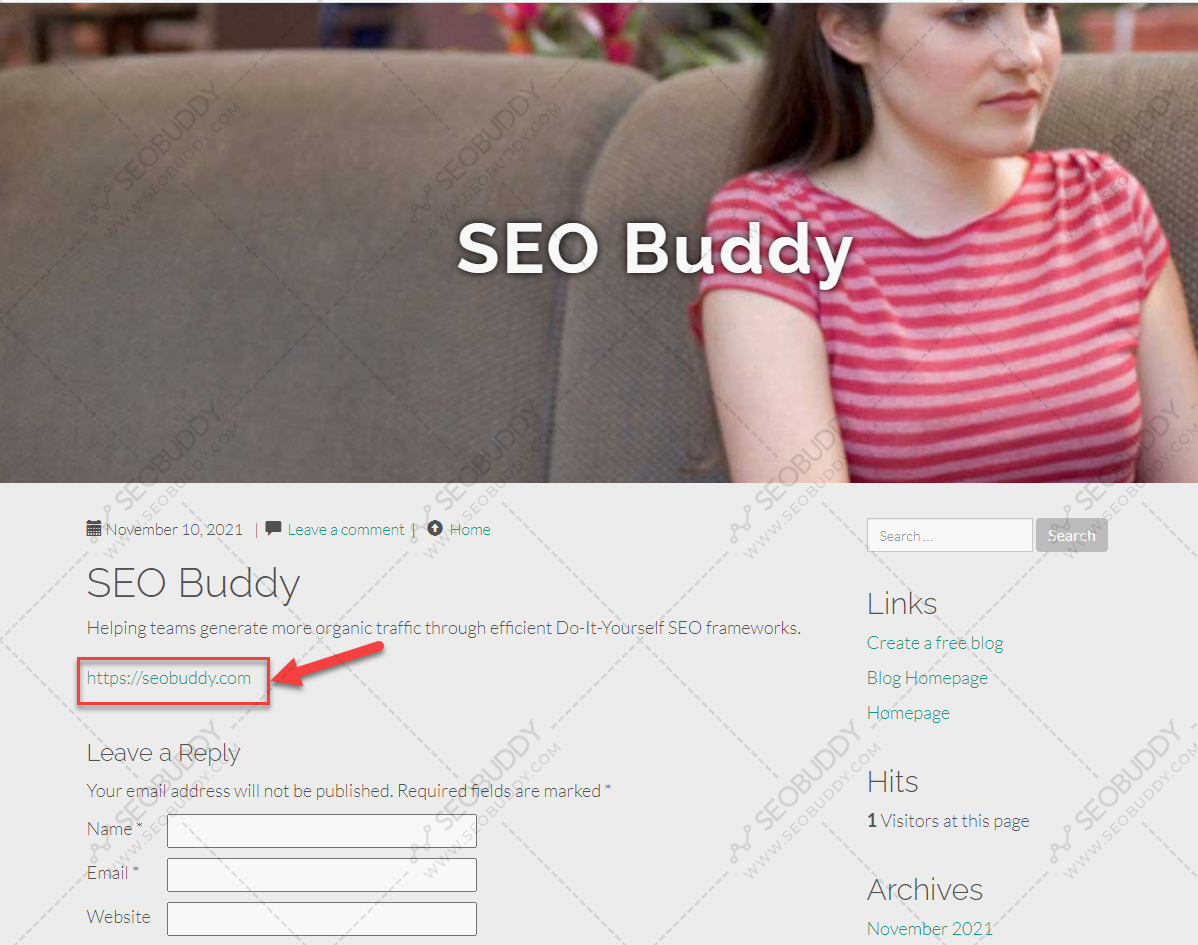 SEO Buddy
November 10, 2021 | Leave a comment | Home
SEO Buddy
Helping teams generate more organic traffic through efficient Do-It-Yourself SEO frameworks.
https://seobuddy.com
Leave a Reply
Your email address will not be published. Required fields are marked *
Name *
Email *
Website
Search …
Search
Links
Create a free blog
Blog Homepage
Homepage
Hits
1 Visitors at this page
Archives
November 2021
SEOBUDDY
WWW.SEOBUDDY.COM